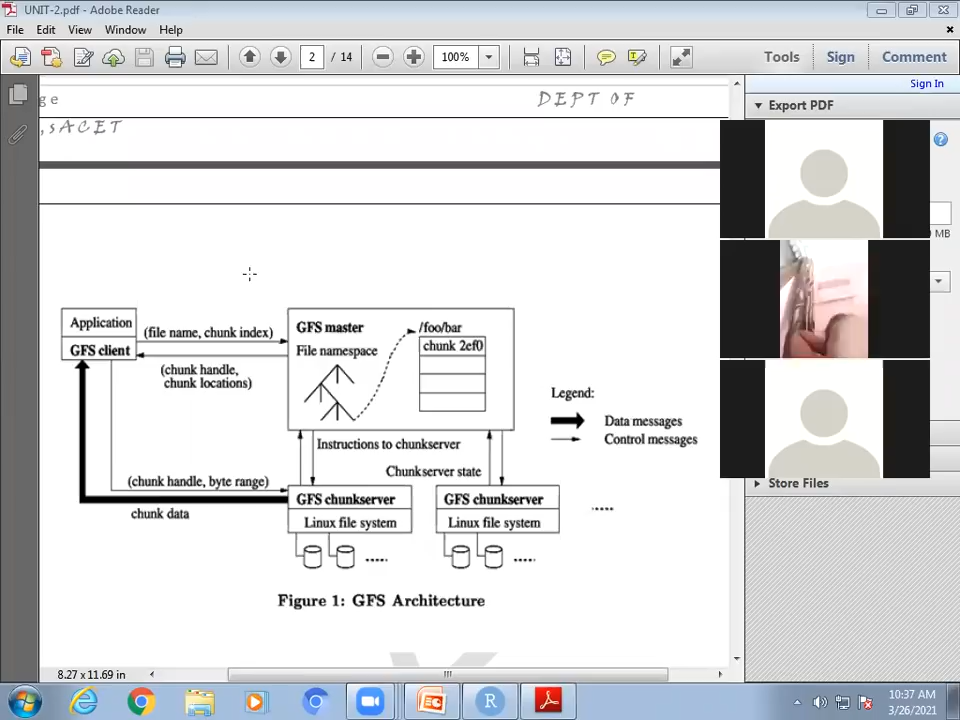 UNIT-2.pdf - Adobe Reader
File Edit View Window Help
2 / 14 100% Tools Sign Comment
Sign In
Export PDF
ge DEPT OF
,sACET
MB
Application
GFS client
(file name, chunk index)
(chunk handle,
chunk locations)
GFS master
File namespace
/foo/bar
chunk 2ef0
Legend:
Data messages
Control messages
Instructions to chunkserver
Chunkserver state
(chunk handle, byte range)
chunk data
GFS chunkserver
Linux file system
GFS chunkserver
Linux file system
Figure 1: GFS Architecture
Store Files
8.27 x 11.69 in
10:37 AM
3/26/2021